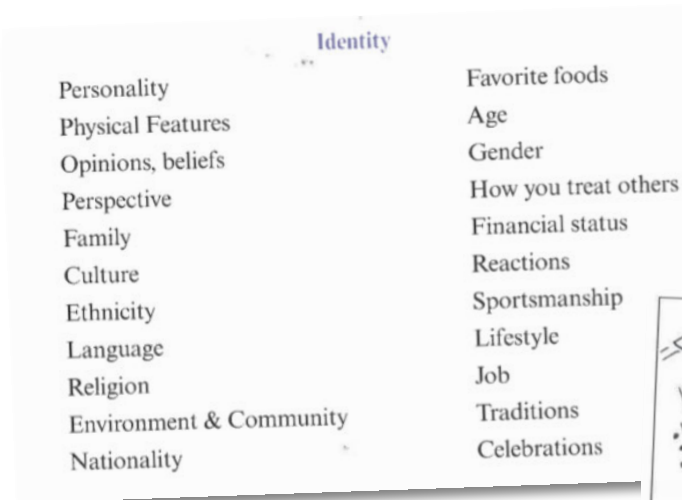 Identity
Personality
Physical Features
Opinions, beliefs
Perspective
Family
Culture
Ethnicity
Language
Religion
Environment & Community
Nationality
Favorite foods
Age
Gender
How you treat others
Financial status
Reactions
Sportsmanship
Lifestyle
Job
Traditions
Celebrations